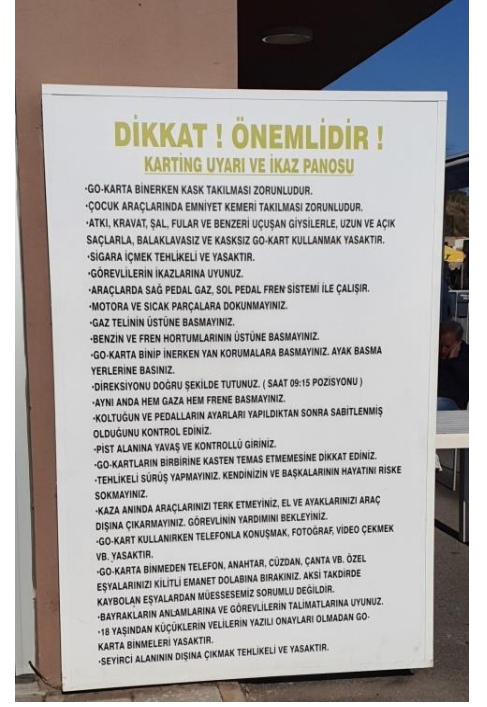 DİKKAT ! ÖNEMLİDİR !
KARTİNG UYARI VE İKAZ PANOSU
·GO-KARTA BİNERKEN KASK TAKILMASI ZORUNLUDUR.
·ÇOCUK ARAÇLARINDA EMNİYET KEMERİ TAKILMASI ZORUNLUDUR.
·ATKI, KRAVAT, ŞAL, FULAR VE BENZERİ UÇUŞAN GİYSİLERLE, UZUN VE AÇIK
SAÇLARLA, BALAKLAVASIZ VE KASKSIZ GO-KART KULLANMAK YASAKTIR.
·SİGARA İÇMEK TEHLİKELİ VE YASAKTIR.
·GÖREVLİLERİN İKAZLARINA UYUNUZ.
·ARAÇLARDA SAĞ PEDAL GAZ, SOL PEDAL FREN SİSTEMİ İLE ÇALIŞIR.
·MOTORA VE SICAK PARÇALARA DOKUNMAYINIZ.
·GAZ TELİNİN ÜSTÜNE BASMAYINIZ.
·BENZİN VE FREN HORTUMLARININ ÜSTÜNE BASMAYINIZ.
·GO-KARTA BİNİP İNERKEN YAN KORUMALARA BASMAYINIZ. AYAK BASMA
YERLERİNE BASINIZ.
·DİREKSİYONU DOĞRU ŞEKİLDE TUTUNUZ. ( SAAT 09:15 POZİSYONU )
·AYNI ANDA HEM GAZA HEM FRENE BASMAYINIZ.
·KOLTUĞUN VE PEDALLARIN AYARLARI YAPILDIKTAN SONRA SABİTLENMİŞ
OLDUĞUNU KONTROL EDİNİZ.
·PİST ALANINA YAVAŞ VE KONTROLLÜ GİRİNİZ.
·GO-KARTLARIN BİRBİRİNE KASTEN TEMAS ETMEMESİNE DİKKAT EDİNİZ.
·TEHLİKELİ SÜRÜŞ YAPMAYINIZ. KENDİNİZİN VE BAŞKALARININ HAYATINI RİSKE
SOKMAYINIZ.
·KAZA ANINDA ARAÇLARINIZI TERK ETMEYİNİZ, EL VE AYAKLARINIZI ARAÇ
DIŞINA ÇIKARMAYINIZ. GÖREVLİNİN YARDIMINI BEKLEYİNİZ.
·GO-KART KULLANIRKEN TELEFONLA KONUŞMAK, FOTOĞRAF, VİDEO ÇEKMEK
VB. YASAKTIR.
·GO-KARTA BİNMEDEN TELEFON, ANAHTAR, CÜZDAN, ÇANTA VB. ÖZEL
EŞYALARINIZI KİLİTLİ EMANET DOLABINA BIRAKINIZ. AKSİ TAKDİRDE
KAYBOLAN EŞYALARDAN MÜESSESEMİZ SORUMLU DEĞİLDİR.
·BAYRAKLARIN ANLAMLARINA VE GÖREVLİLERİN TALİMATLARINA UYUNUZ.
·18 YAŞINDAN KÜÇÜKLERİN VELİLERİN YAZILI ONAYLARI OLMADAN GO-
KARTA BİNMELERİ YASAKTIR.
·SEYİRCİ ALANININ DIŞINA ÇIKMAK TEHLİKELİ VE YASAKTIR.